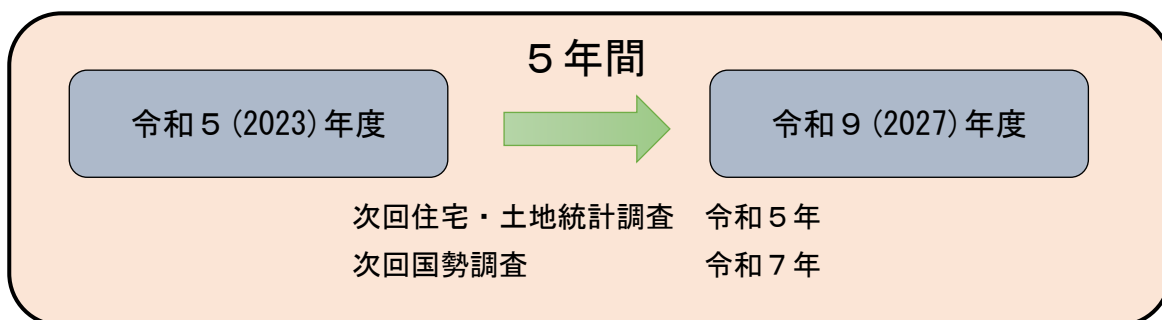 ５年間
令和５(2023)年度
令和９(2027)年度
次回住宅・土地統計調査　令和５年
次回国勢調査　令和７年